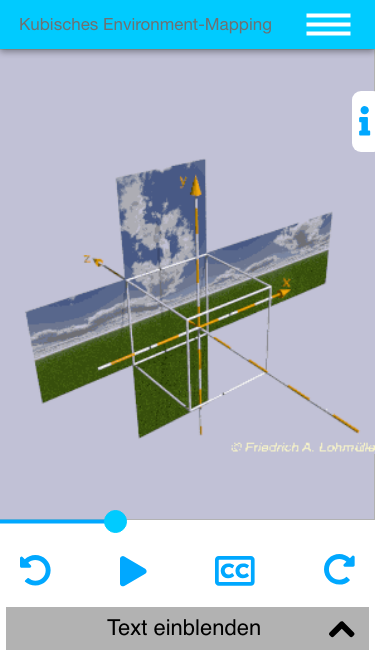 Kubisches Environment-Mapping
y
z
x
© Friedrich A. Lohmülle
CC
Text einblenden